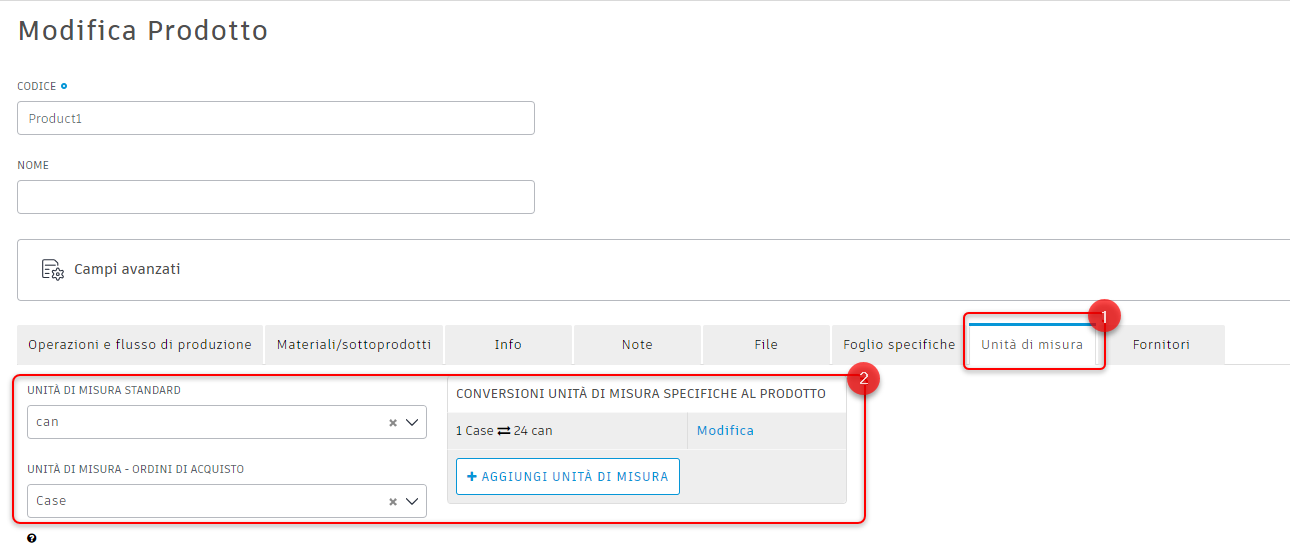 Modifica Prodotto
CODICE
Product1
NOME
Campi avanzati
Operazioni e flusso di produzione Materiali/sottoprodotti Info Note File Foglio specifiche Unità di misura Fornitori
1
2
UNITÀ DI MISURA STANDARD
can
UNITÀ DI MISURA - ORDINI DI ACQUISTO
Case
CONVERSIONI UNITÀ DI MISURA SPECIFICHE AL PRODOTTO
1 Case ⇄ 24 can Modifica
+ AGGIUNGI UNITÀ DI MISURA
?